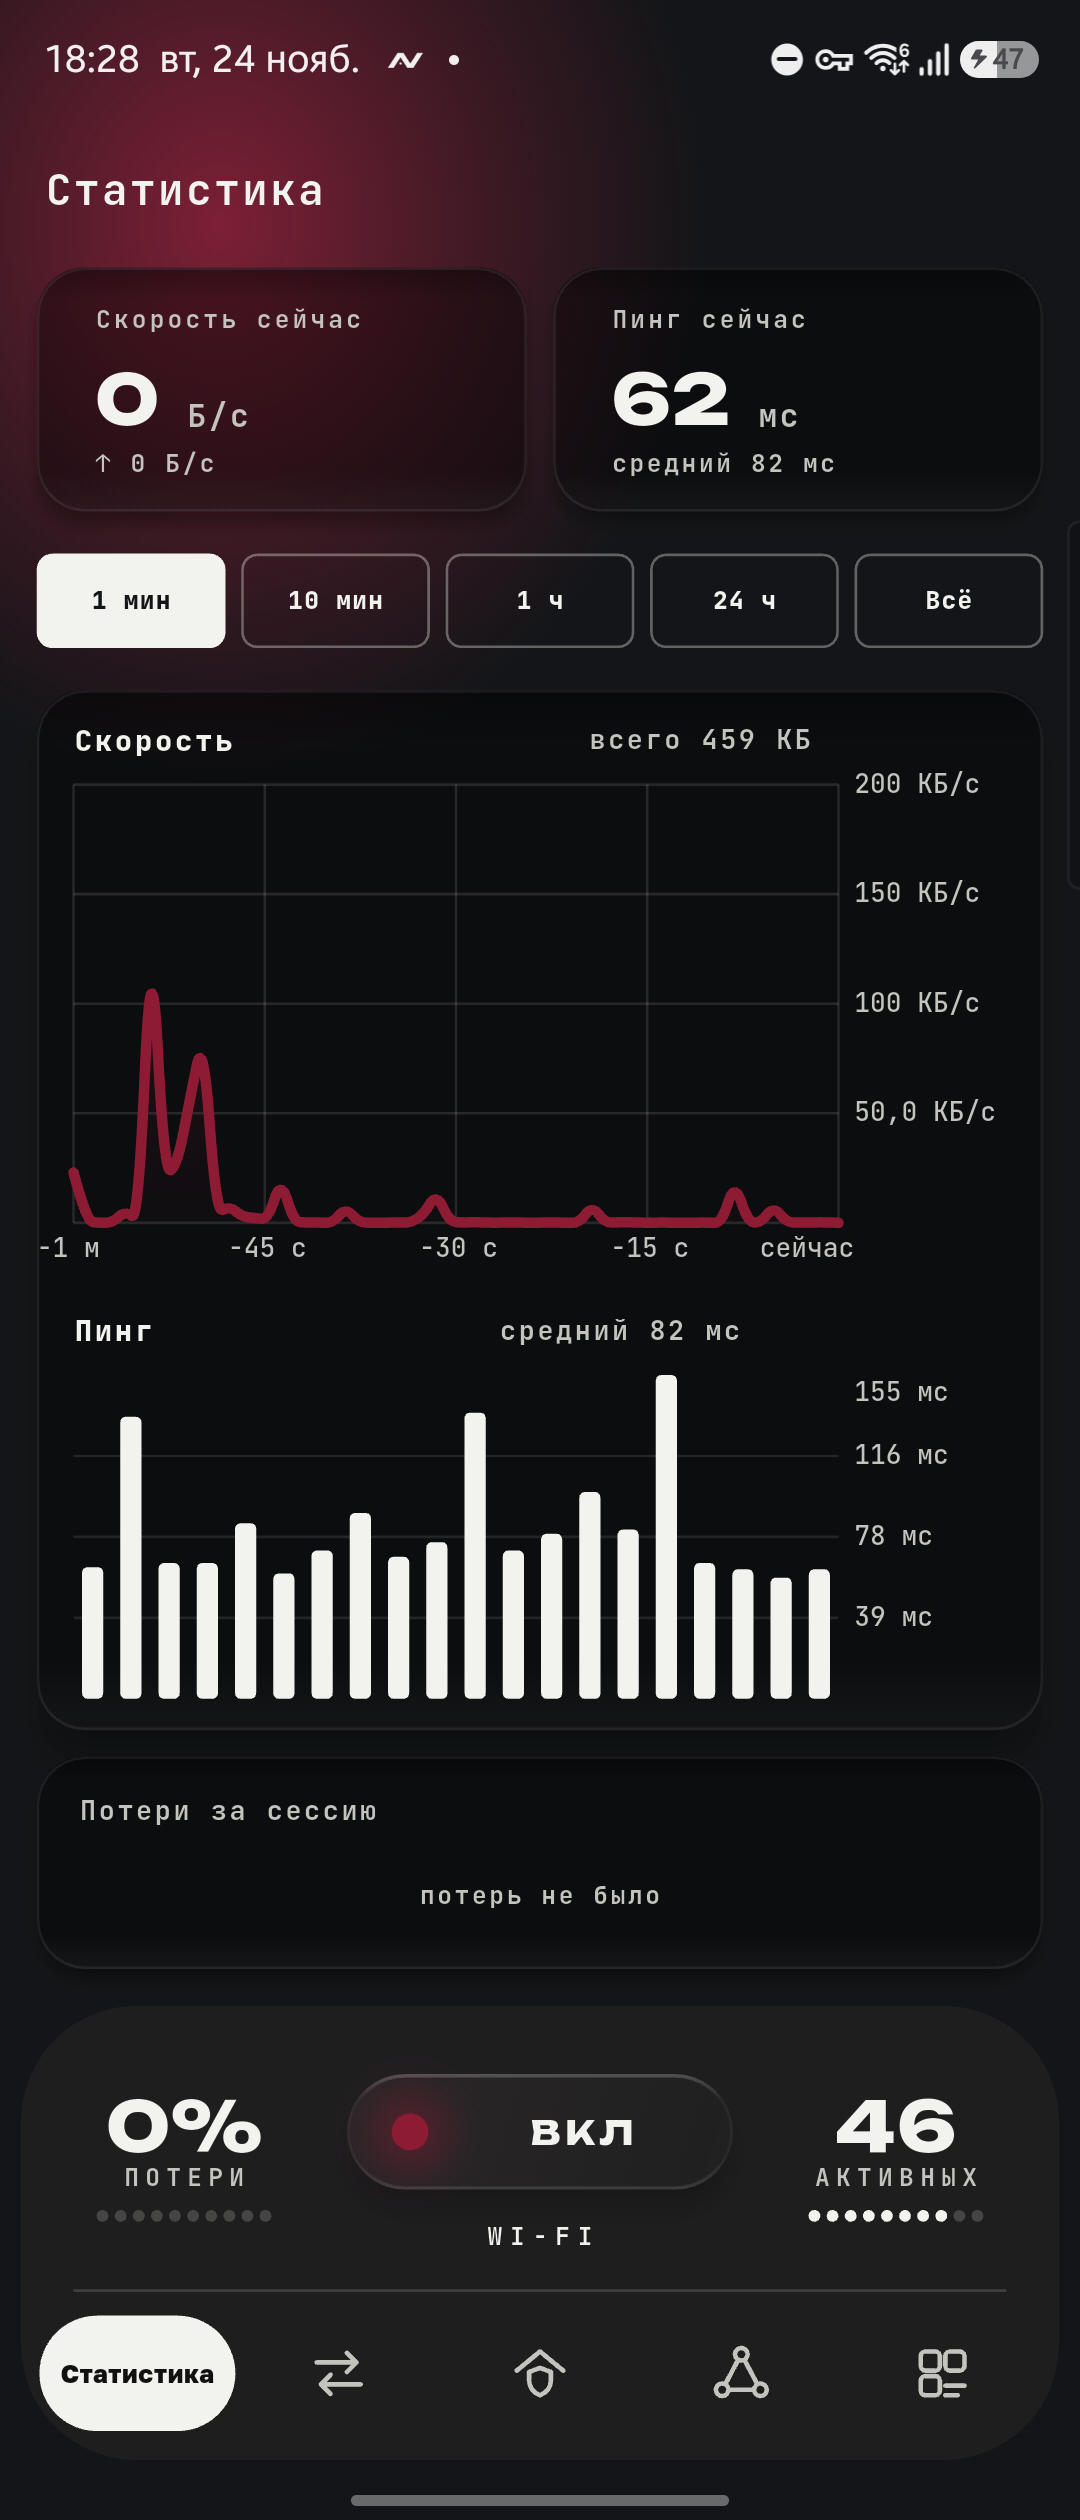 18:28 вт, 24 нояб. 6 47
Статистика
Скорость сейчас
0 Б/с
↑ 0 Б/с
Пинг сейчас
62 мс
средний 82 мс
1 мин 10 мин 1 ч 24 ч Всё
Скорость всего 459 КБ
200 КБ/с
150 КБ/с
100 КБ/с
50,0 КБ/с
-1 м -45 с -30 с -15 с сейчас
Пинг средний 82 мс
155 мс
116 мс
78 мс
39 мс
Потери за сессию
потерь не было
0% ВКЛ 46
ПОТЕРИ АКТИВНЫХ
WI-FI
Статистика